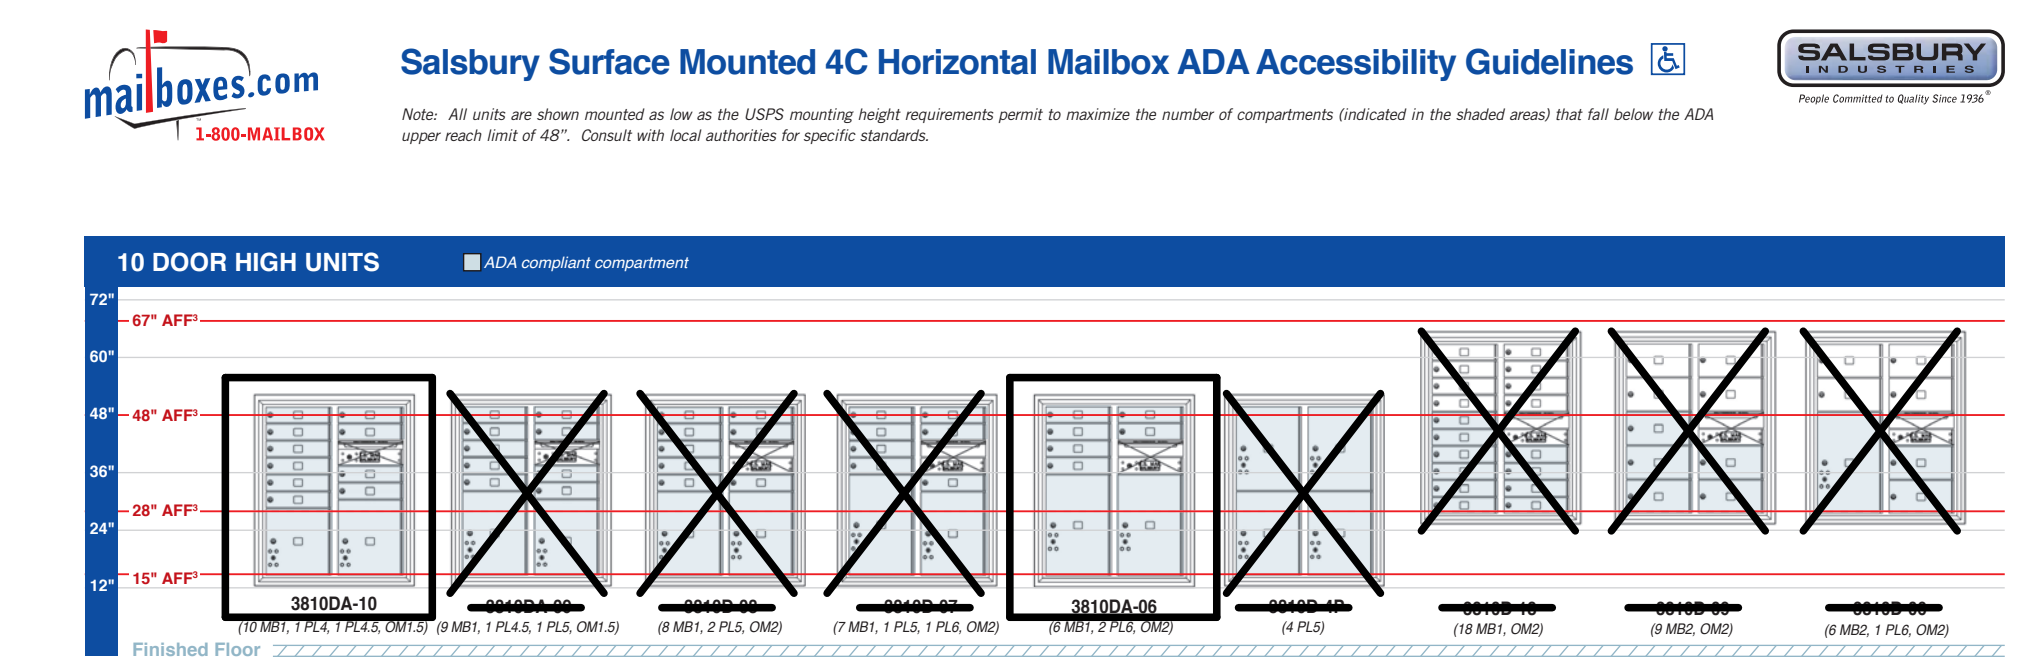 mailboxes.com
1-800-MAILBOX
Salsbury Surface Mounted 4C Horizontal Mailbox ADA Accessibility Guidelines
Note: All units are shown mounted as low as the USPS mounting height requirements permit to maximize the number of compartments (indicated in the shaded areas) that fall below the ADA
upper reach limit of 48”. Consult with local authorities for specific standards.
SALSBURY
INDUSTRIES
People Committed to Quality Since 1936®
10 DOOR HIGH UNITS
ADA compliant compartment
72"
67" AFF³
60"
48"
48" AFF³
36"
28" AFF³
24"
15" AFF³
12"
3810DA-10
3810DA-06
(10 MB1, 1 PL4, 1 PL4.5, OM1.5)
(9 MB1, 1 PL4.5, 1 PL5, OM1.5)
(8 MB1, 2 PL5, OM2)
(7 MB1, 1 PL5, 1 PL6, OM2)
(6 MB1, 2 PL6, OM2)
(4 PL5)
(18 MB1, OM2)
(9 MB2, OM2)
(6 MB2, 1 PL6, OM2)
Finished Floor